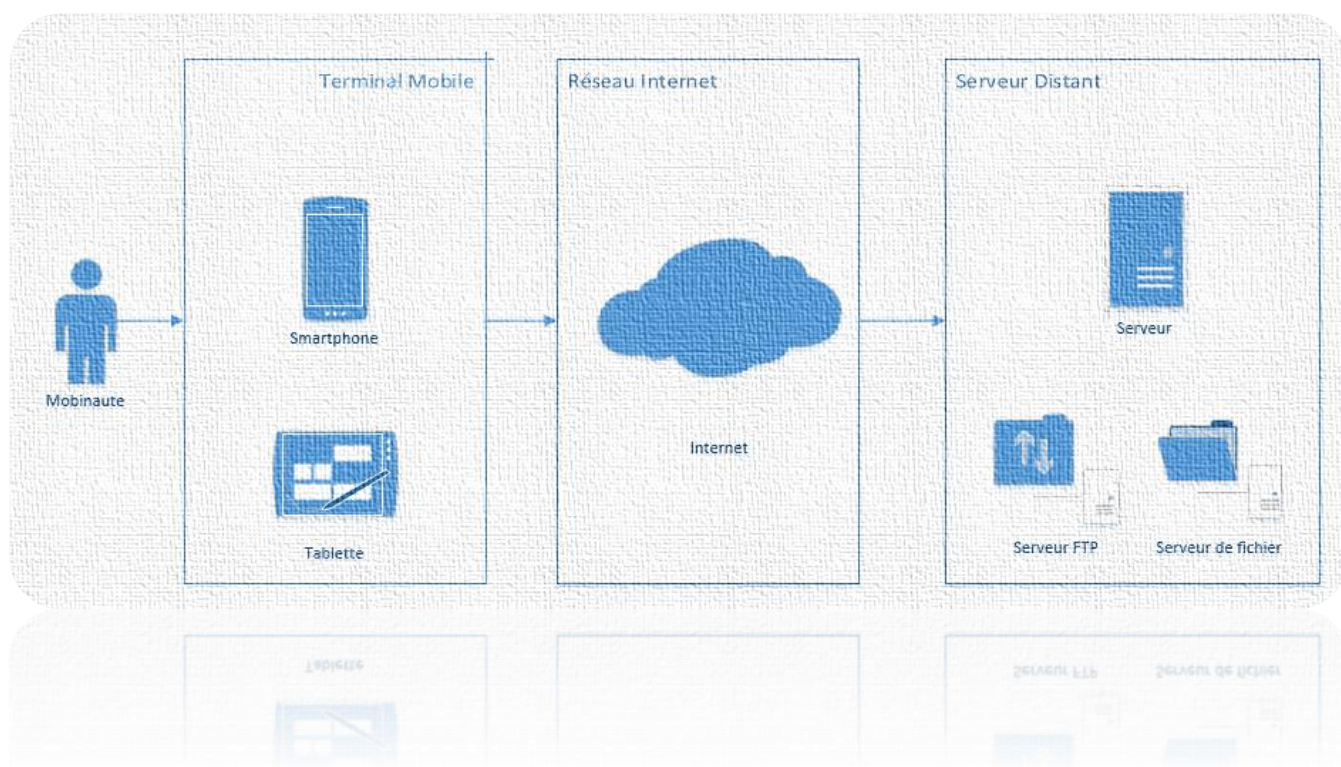 Terminal Mobile
Réseau Internet
Serveur Distant
Smartphone
Serveur
Mobinaute
Internet
Tablette
Serveur FTP
Serveur de fichier